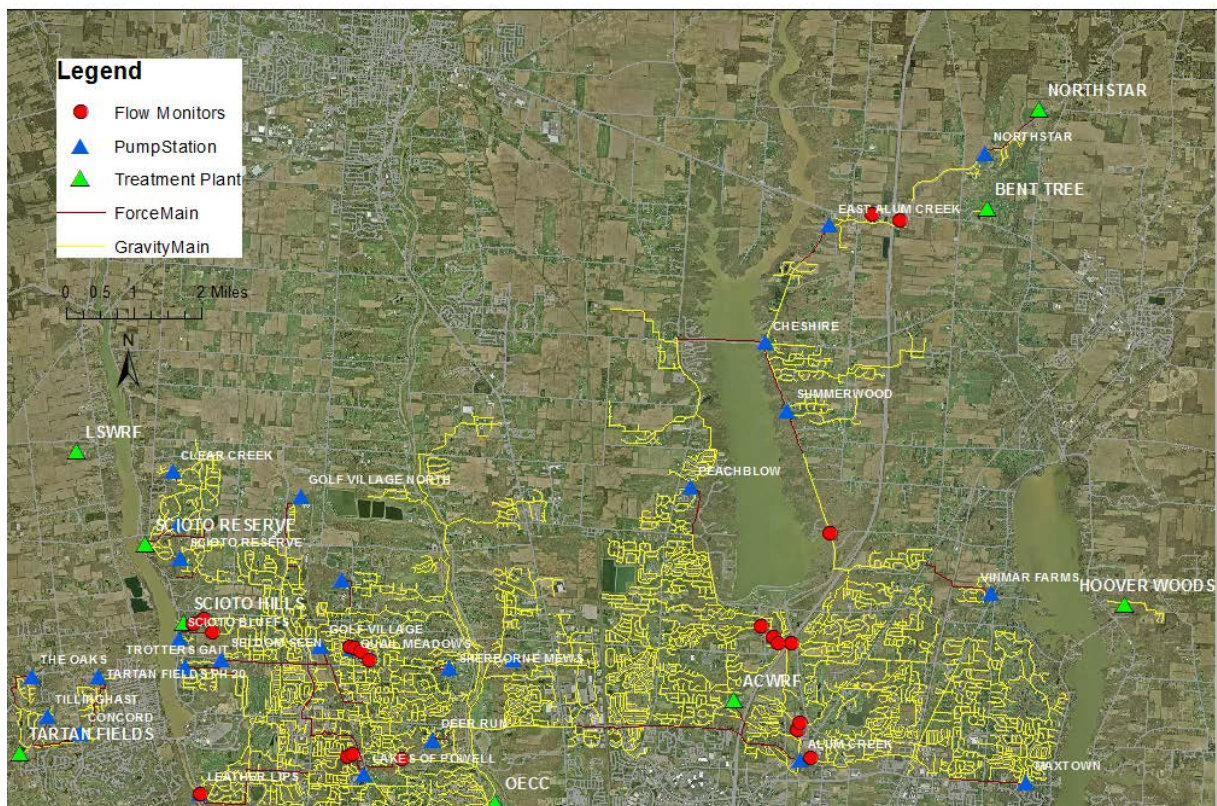 Legend
Flow Monitors
PumpStation
Treatment Plant
ForceMain
GravityMain
0 0.5 1 2 Miles
N
NORTHSTAR
NORTHSTAR
BENT TREE
EAST ALUM CREEK
CHESHIRE
SUMMERWOOD
LSWRF
CLEAR CREEK
GOLF VILLAGE NORTH
PEACHBLOW
SCIOTO RESERVE
SCIOTO RESERVE
VINMAR FARMS
HOOVER WOODS
SCIOTO HILLS
SCIOTO BLUFFS
GOLF VILLAGE
SELDOM SEEN
QUAIL MEADOWS
TROTTERS GAIT
SHERBORNE MEWS
THE OAKS
TARTAN FIELDS PH 20
TILLINGHAST
ACWRF
CONCORD
TARTAN FIELDS
DEER RUN
ALUM CREEK
LAKES OF POWELL
LEATHER LIPS
OECC
MAXTOWN